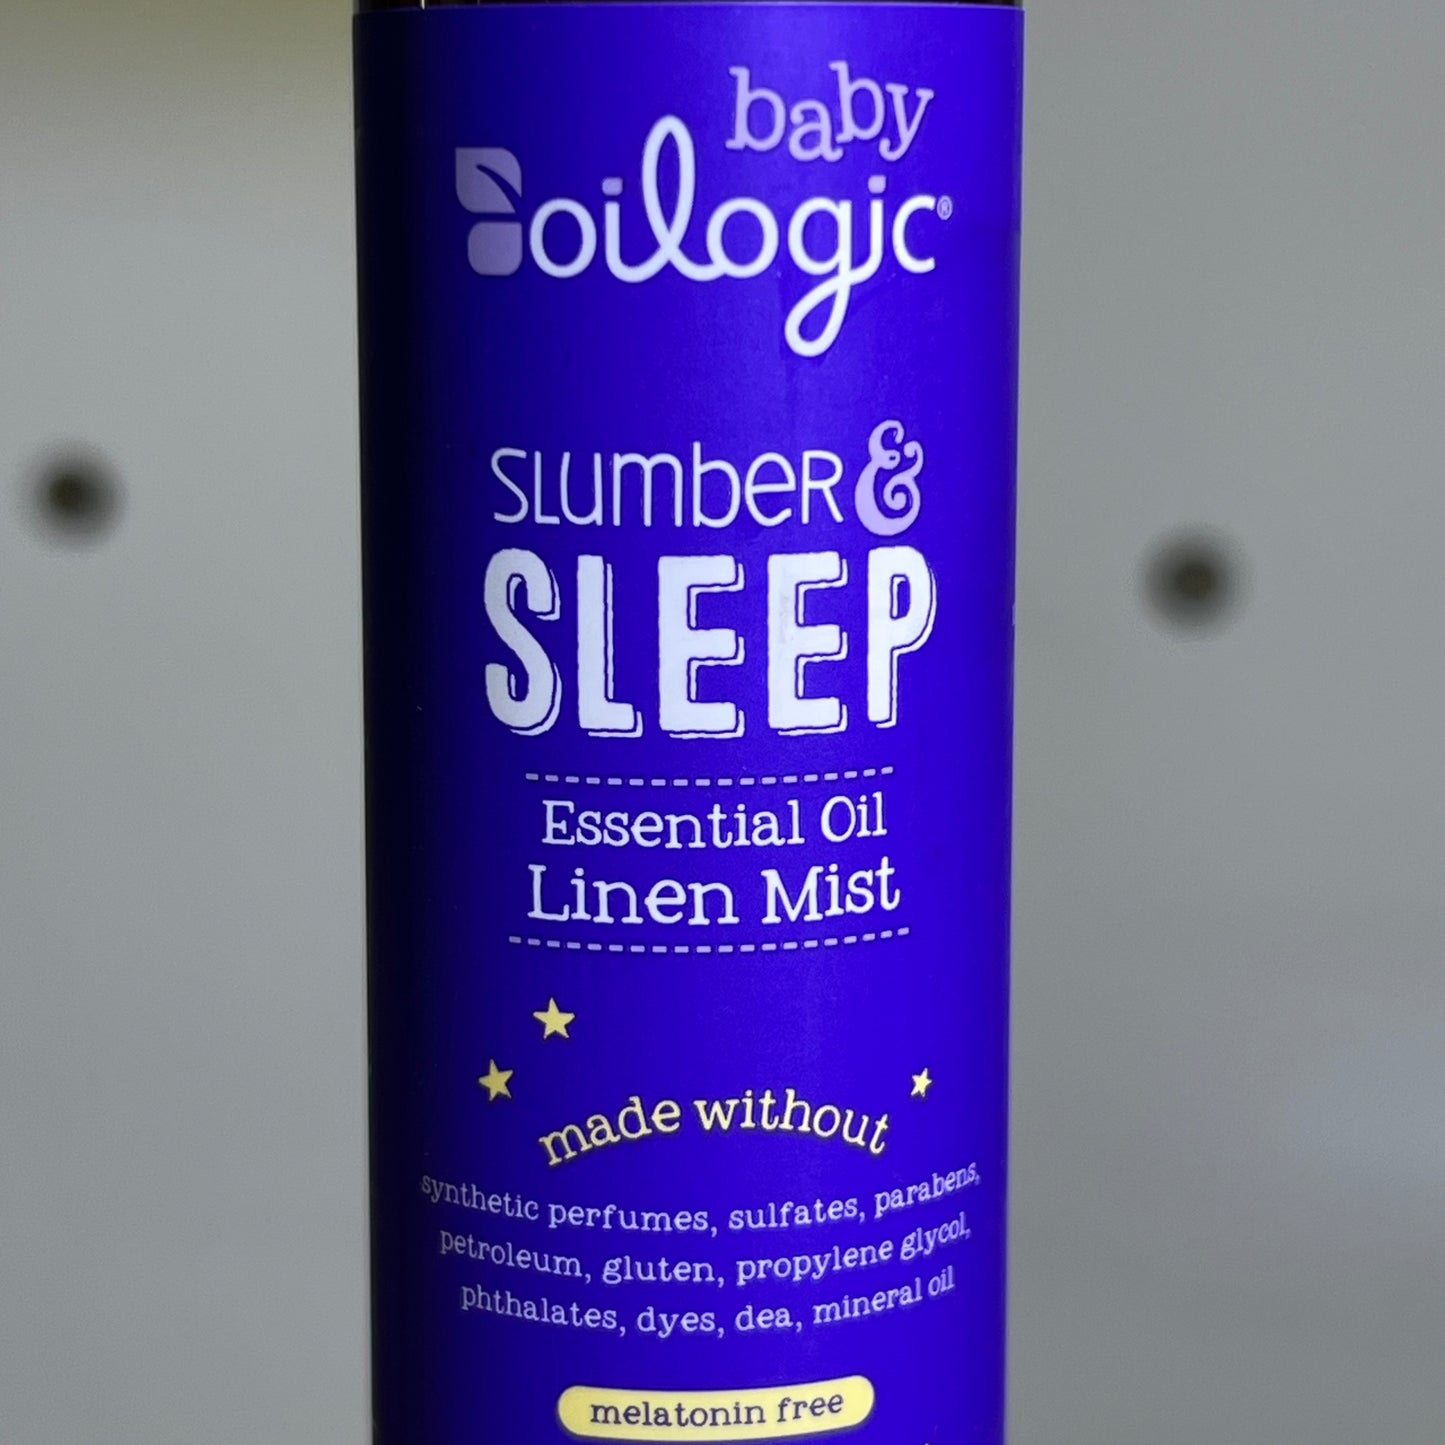 baby
oilogic®
SLumbeR &
SLEEP
Essential Oil
Linen Mist
made without
synthetic perfumes, sulfates, parabens,
petroleum, gluten, propylene glycol,
phthalates, dyes, dea, mineral oil
melatonin free